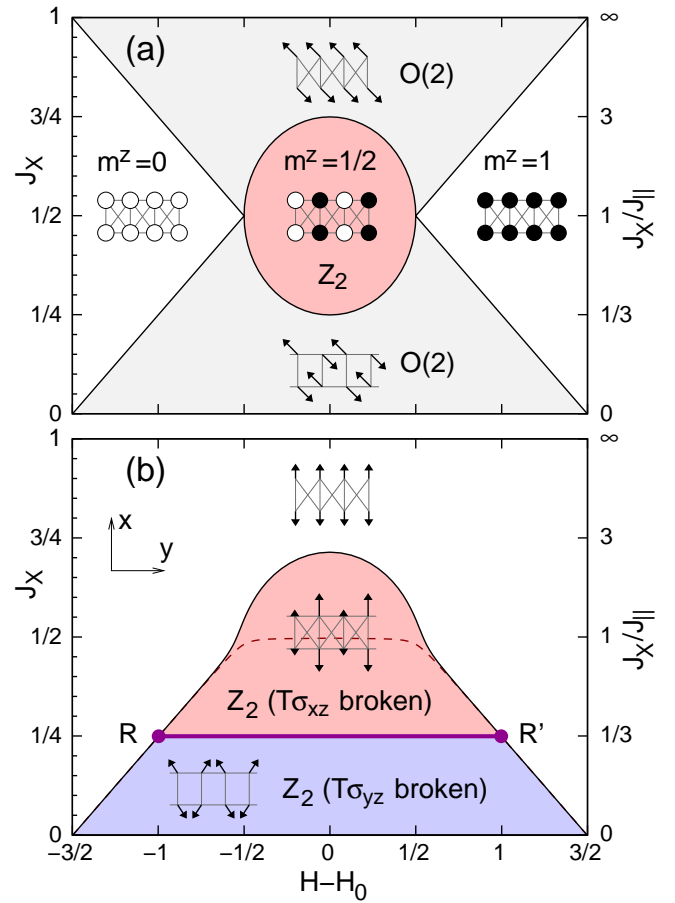 1
∞
(a)
O(2)
3/4
3
m^z=0
m^z=1/2
m^z=1
J_X
1/2
1
J_X/J_||
Z_2
1/4
1/3
O(2)
0
0
1
∞
(b)
x
y
3/4
3
J_X
1/2
1
J_X/J_||
Z_2 (Tσ_xz broken)
R
R'
1/4
1/3
Z_2 (Tσ_yz broken)
0
0
−3/2
−1
−1/2
0
1/2
1
3/2
H−H_0